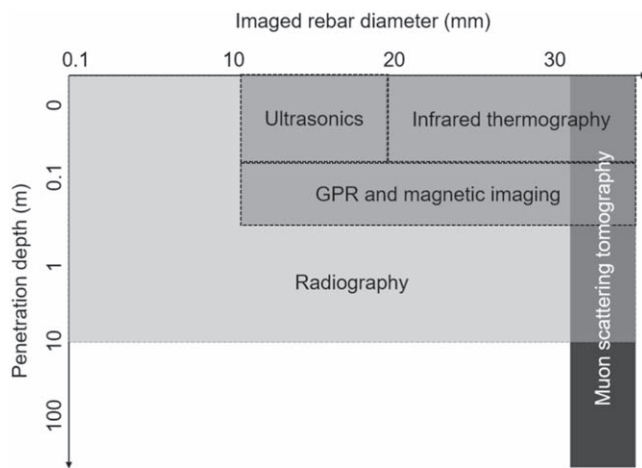 Imaged rebar diameter (mm)
0.1
10
20
30
Penetration depth (m)
0
0.1
1
10
100
Ultrasonics
Infrared thermography
GPR and magnetic imaging
Radiography
Muon scattering tomography